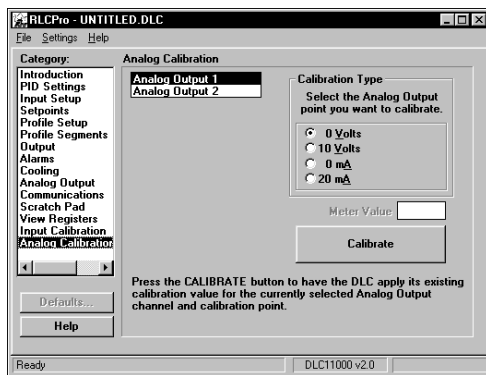 RLCPro - UNTITLED.DLC
File Settings Help
Category:
Introduction
PID Settings
Input Setup
Setpoints
Profile Setup
Profile Segments
Output
Alarms
Cooling
Analog Output
Communications
Scratch Pad
View Registers
Input Calibration
Analog Calibration
Defaults...
Help
Analog Calibration
Analog Output 1
Analog Output 2
Calibration Type
Select the Analog Output
point you want to calibrate.
0 Volts
10 Volts
0 mA
20 mA
Meter Value
Calibrate
Press the CALIBRATE button to have the DLC apply its existing
calibration value for the currently selected Analog Output
channel and calibration point.
Ready
DLC11000 v2.0